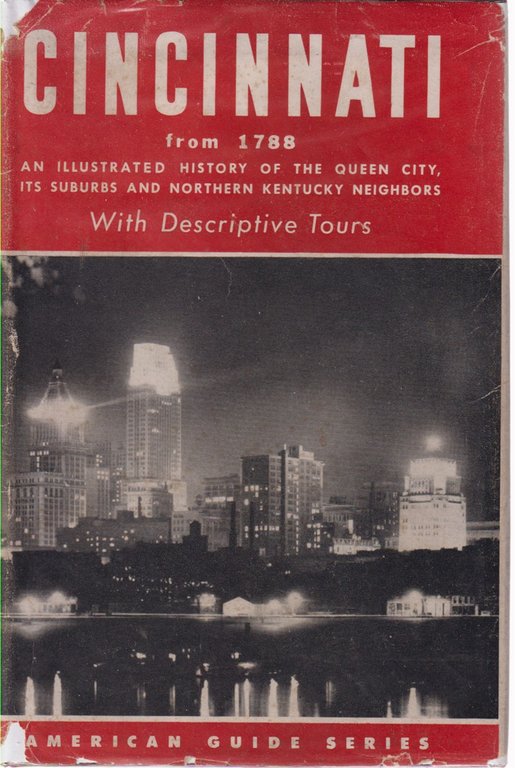 CINCINNATI
from 1788
AN ILLUSTRATED HISTORY OF THE QUEEN CITY,
ITS SUBURBS AND NORTHERN KENTUCKY NEIGHBORS
With Descriptive Tours
AMERICAN GUIDE SERIES